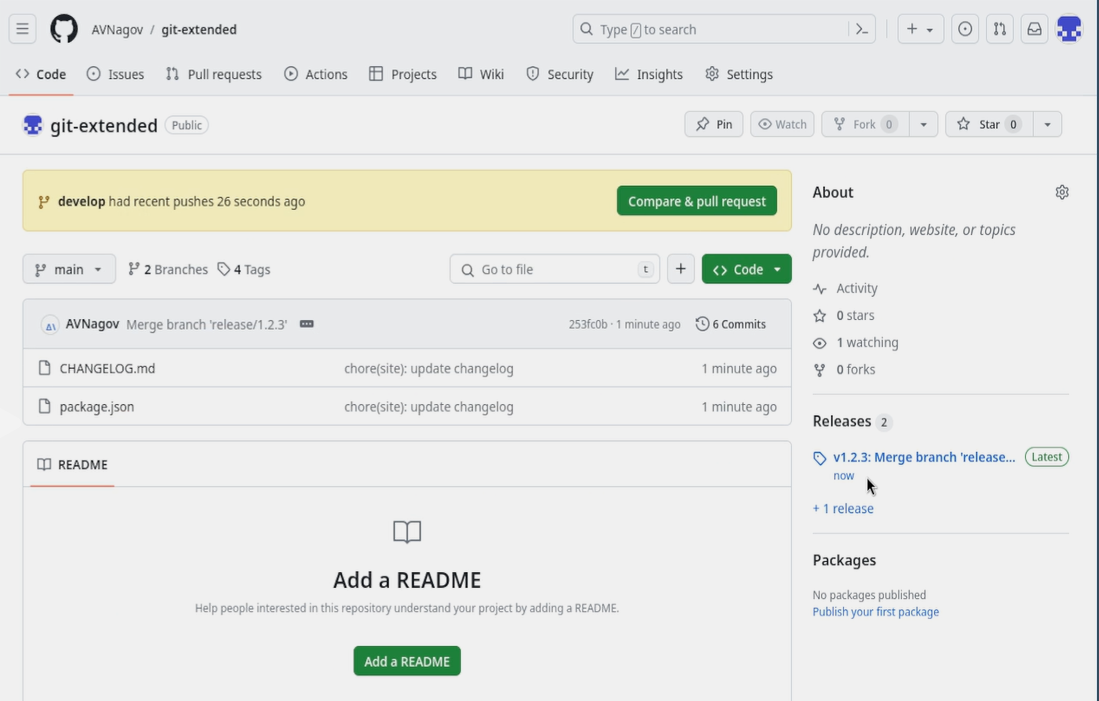 AVNagov / git-extended
Type / to search
Code
Issues
Pull requests
Actions
Projects
Wiki
Security
Insights
Settings
git-extended Public
Pin
Watch
Fork 0
Star 0
develop had recent pushes 26 seconds ago
Compare & pull request
main
2 Branches
4 Tags
Go to file t
+
Code
AVNagov Merge branch 'release/1.2.3'
253fc0b · 1 minute ago
6 Commits
CHANGELOG.md chore(site): update changelog 1 minute ago
package.json chore(site): update changelog 1 minute ago
README
Add a README
Help people interested in this repository understand your project by adding a README.
Add a README
About
No description, website, or topics
provided.
Activity
0 stars
1 watching
0 forks
Releases 2
v1.2.3: Merge branch 'release... Latest
now
+ 1 release
Packages
No packages published
Publish your first package